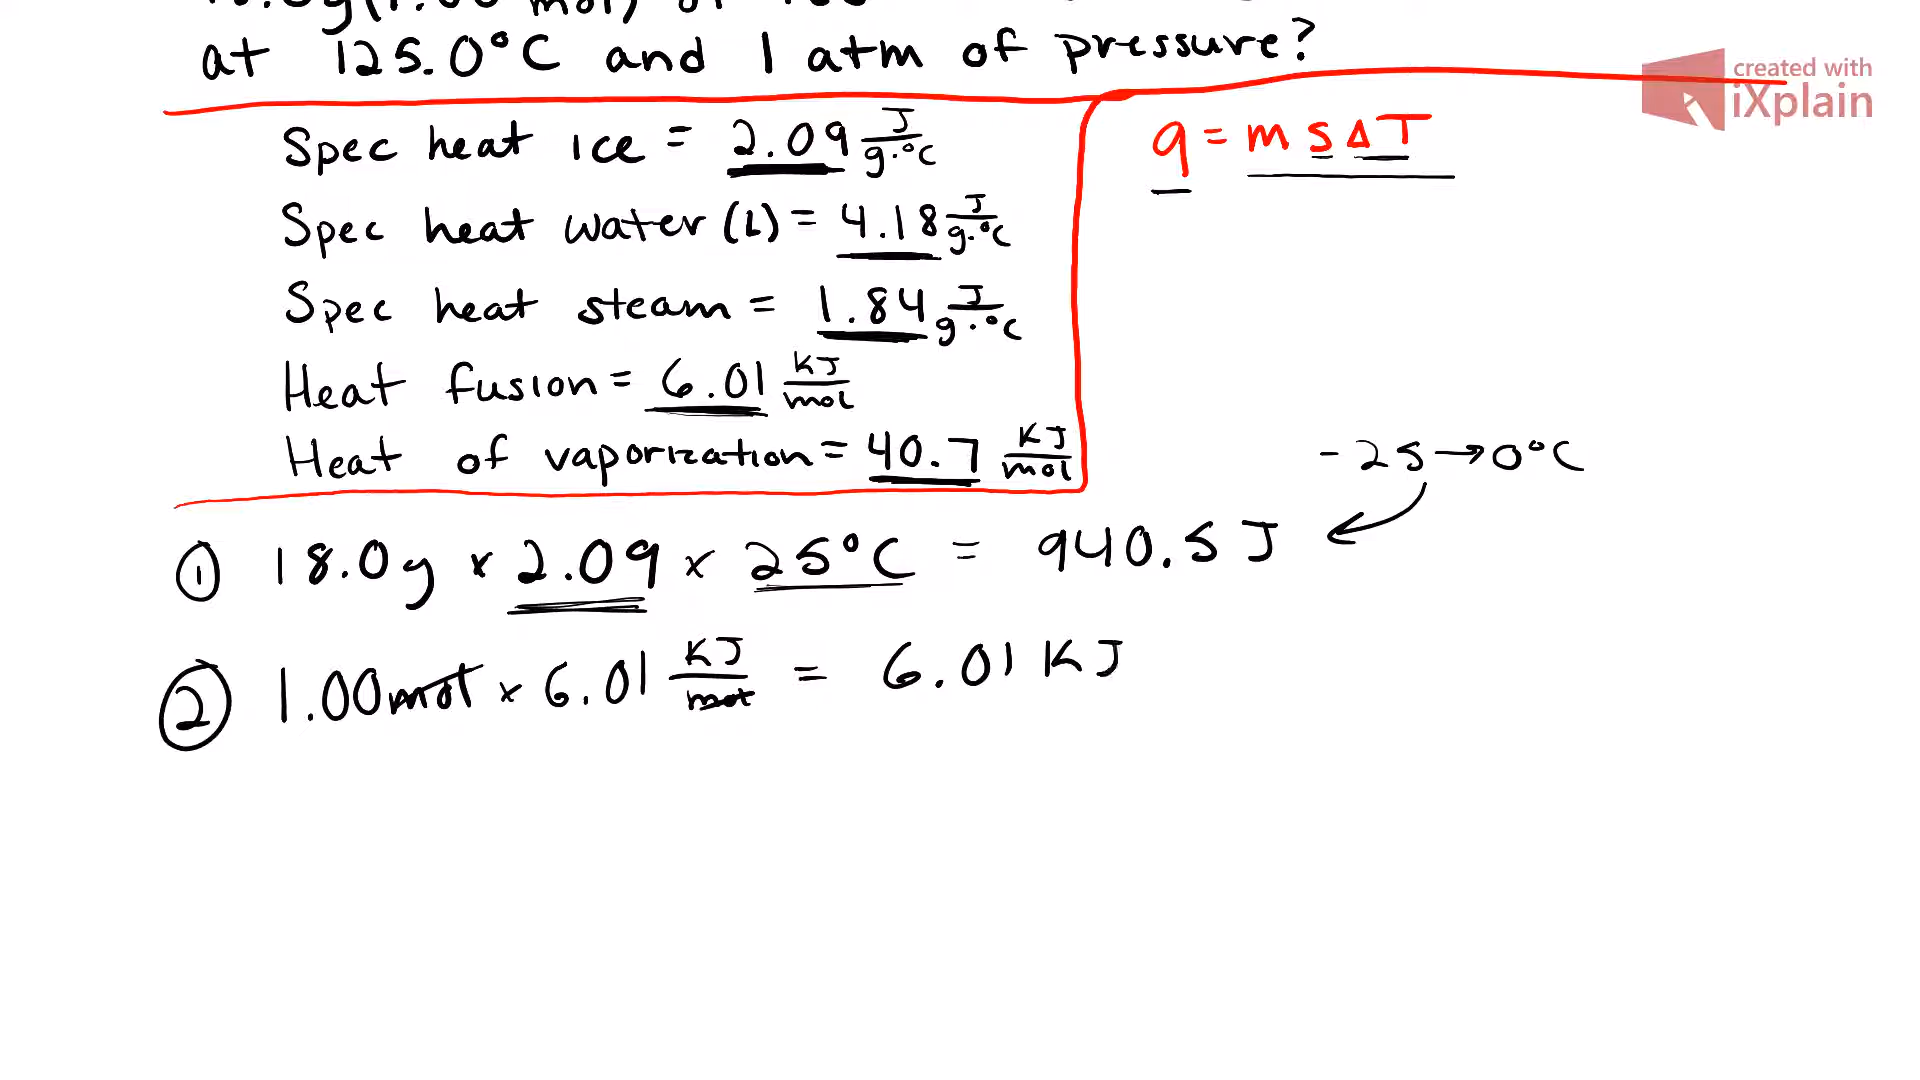 at 125.0°C and 1 atm of pressure?
created with
iXplain
Spec heat ice = 2.09 J/g·°C
q = m s Δ T
Spec heat water (L) = 4.18 J/g·°C
Spec heat steam = 1.84 J/g·°C
Heat fusion = 6.01 KJ/mol
Heat of vaporization = 40.7 KJ/mol
- 25 → 0°C
① 18.0g x 2.09 x 25°C = 940.5 J
② 1.00 mol x 6.01 KJ/mol = 6.01 KJ